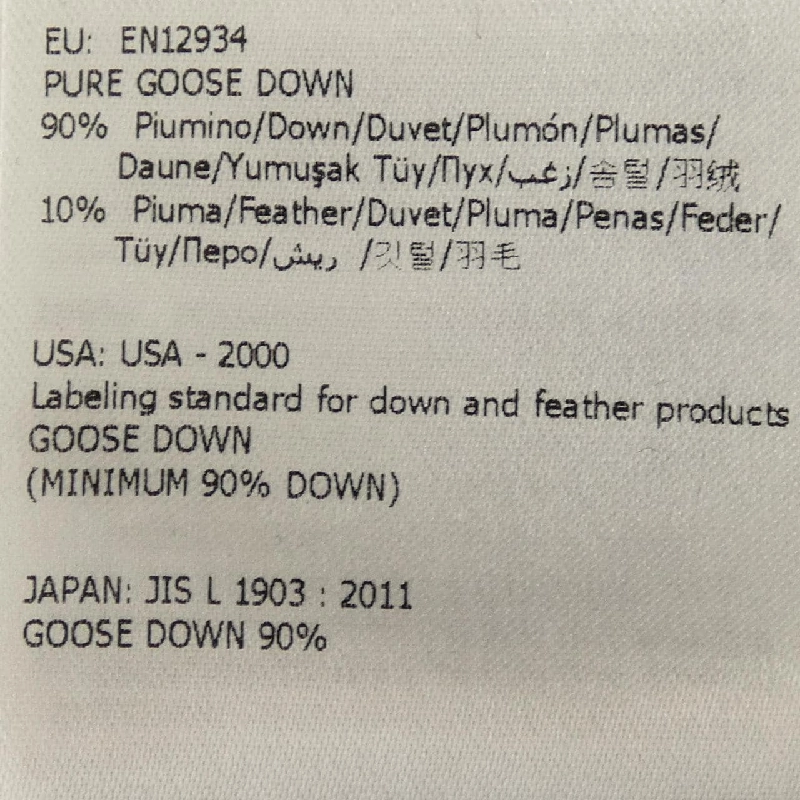 EU: EN12934
PURE GOOSE DOWN
90% Piumino/Down/Duvet/Plumón/Plumas/
Daune/Yumuşak Tüy/Пух/زغب/솜털/羽绒
10% Piuma/Feather/Duvet/Pluma/Penas/Feder/
Tüy/Перо/ريش /깃털/羽毛
USA: USA - 2000
Labeling standard for down and feather products
GOOSE DOWN
(MINIMUM 90% DOWN)
JAPAN: JIS L 1903 : 2011
GOOSE DOWN 90%